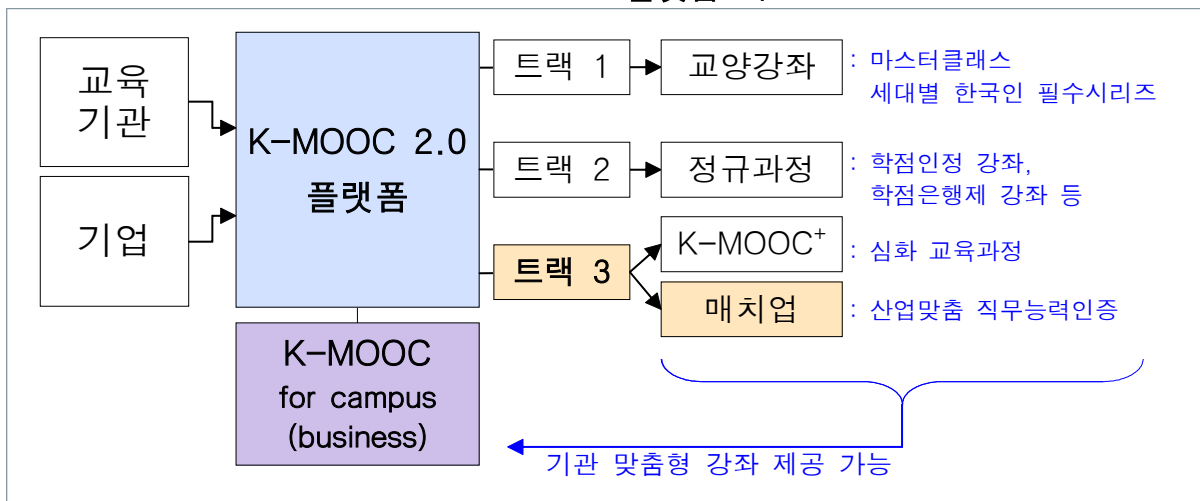 교육
기관
기업
K-MOOC 2.0
플랫폼
K-MOOC
for campus
(business)
트랙 1
교양강좌
: 마스터클래스
세대별 한국인 필수시리즈
트랙 2
정규과정
: 학점인정 강좌,
학점은행제 강좌 등
트랙 3
K-MOOC+
: 심화 교육과정
매치업
: 산업맞춤 직무능력인증
기관 맞춤형 강좌 제공 가능